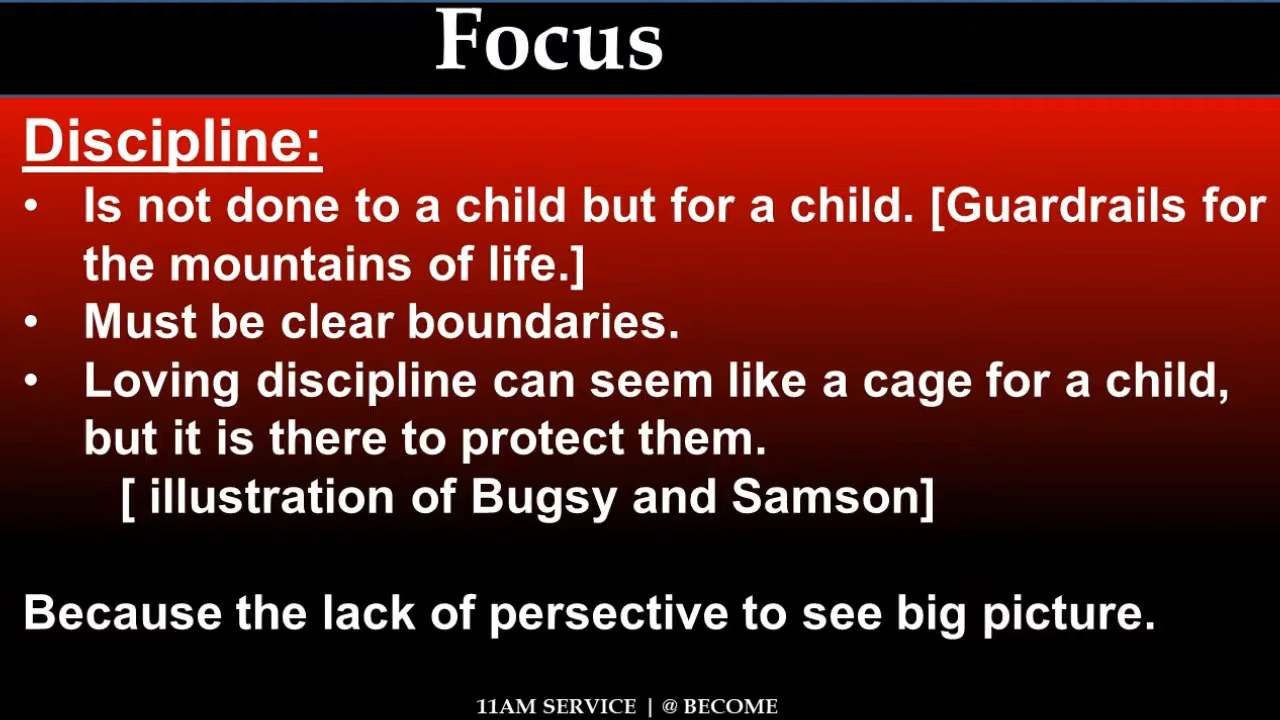 Focus
Discipline:
• Is not done to a child but for a child. [Guardrails for
the mountains of life.]
• Must be clear boundaries.
• Loving discipline can seem like a cage for a child,
but it is there to protect them.
[ illustration of Bugsy and Samson]
Because the lack of persective to see big picture.
11AM SERVICE | @ BECOME